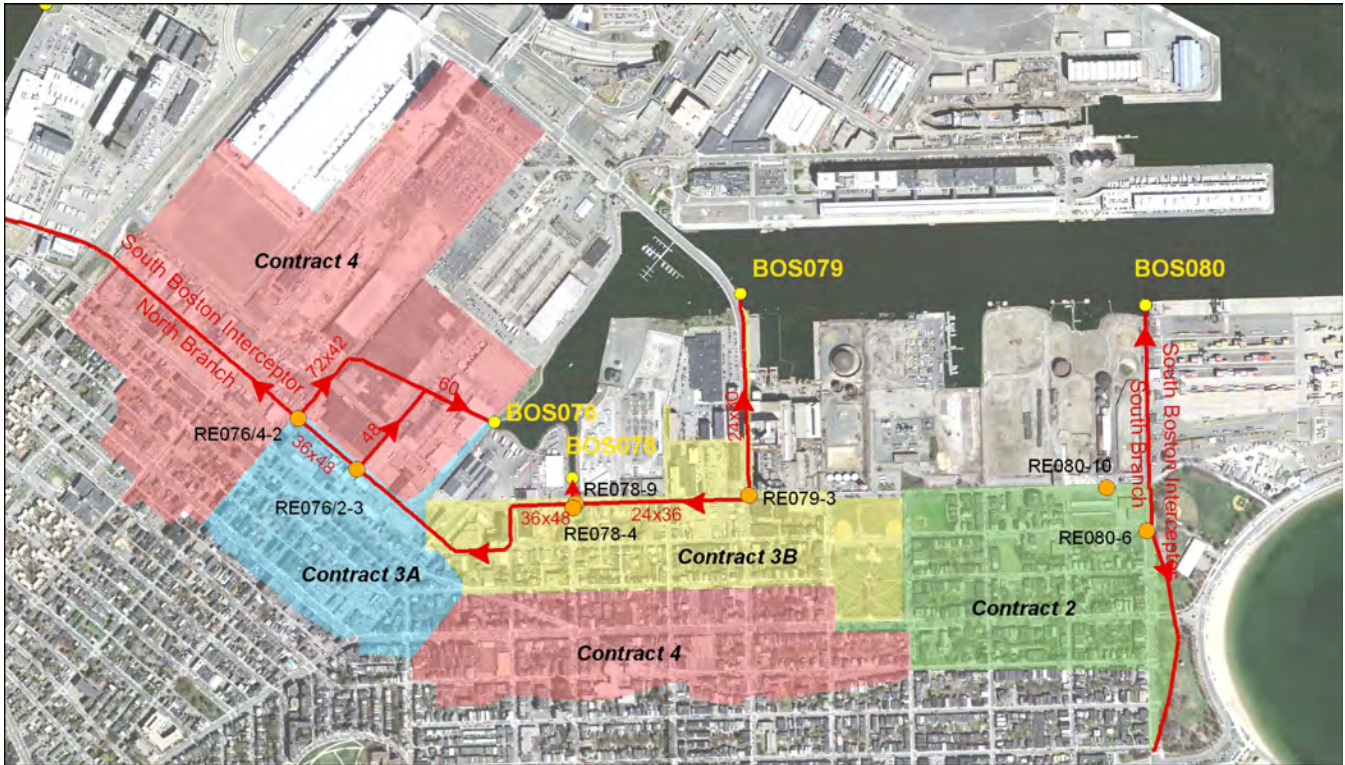 Contract 4
BOS079
BOS080
South Boston Interceptor
North Branch
72x42
60
48
BOS076
RE076/4-2
36x48
RE076/2-3
BOS078
RE078-9
24x36
36x48
RE078-4
RE079-3
RE080-10
South Boston Interceptor
South Branch
RE080-6
Contract 3A
Contract 3B
Contract 2
Contract 4